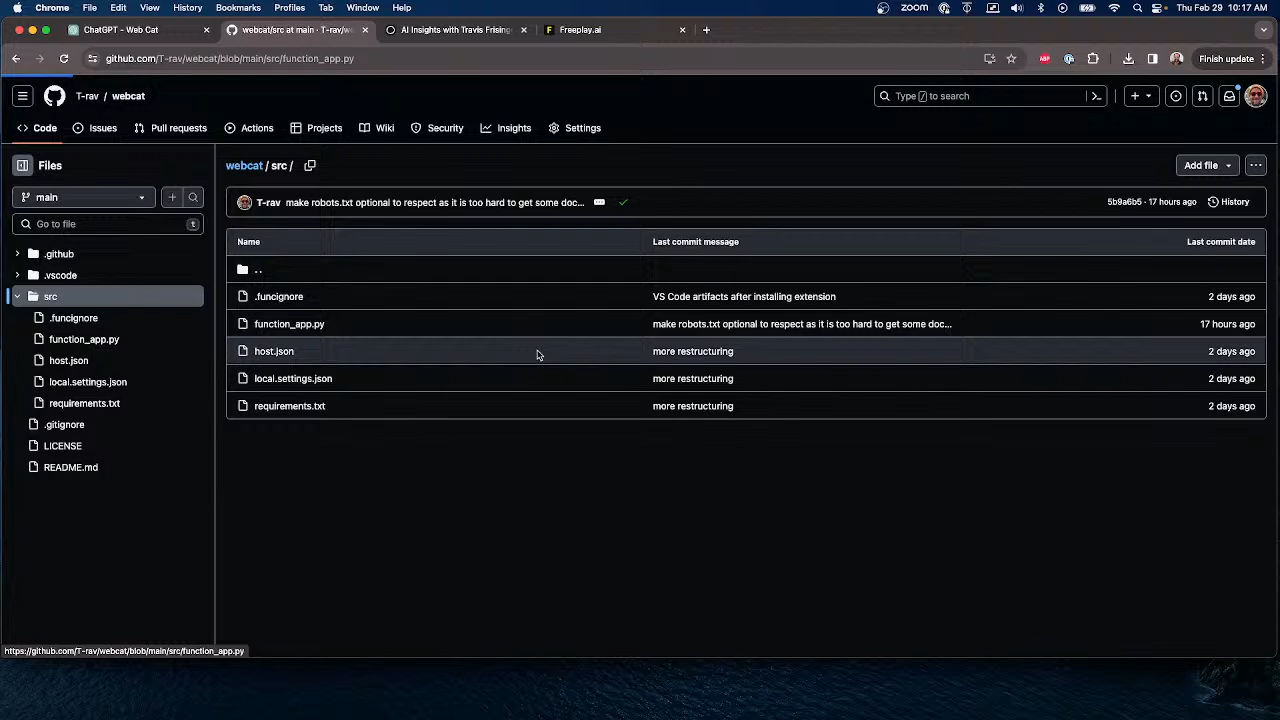 Chrome File Edit View History Bookmarks Profiles Tab Window Help zoom Thu Feb 29 10:17 AM
ChatGPT - Web Cat webcat/src at main · T-rav/w AI Insights with Travis Frising Freeplay.ai
github.com/T-rav/webcat/blob/main/src/function_app.py ABP Finish update
T-rav / webcat Type / to search
Code Issues Pull requests Actions Projects Wiki Security Insights Settings
Files webcat / src / Add file
main
T-rav make robots.txt optional to respect as it is too hard to get some doc... 5b9a6b5 · 17 hours ago History
Go to file t
Name Last commit message Last commit date
.github
..
.vscode
src .funcignore VS Code artifacts after installing extension 2 days ago
.funcignore
function_app.py make robots.txt optional to respect as it is too hard to get some doc... 17 hours ago
function_app.py
host.json more restructuring 2 days ago
host.json
local.settings.json more restructuring 2 days ago
local.settings.json
requirements.txt more restructuring 2 days ago
requirements.txt
.gitignore
LICENSE
README.md
https://github.com/T-rav/webcat/blob/main/src/function_app.py